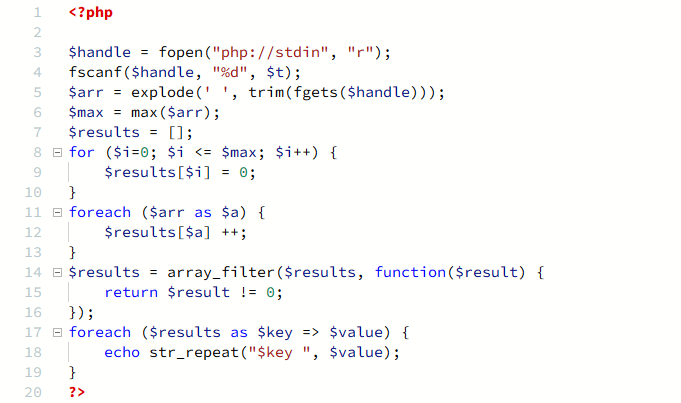 1 <?php
2
3 $handle = fopen("php://stdin", "r");
4 fscanf($handle, "%d", $t);
5 $arr = explode(' ', trim(fgets($handle)));
6 $max = max($arr);
7 $results = [];
8 for ($i=0; $i <= $max; $i++) {
9     $results[$i] = 0;
10 }
11 foreach ($arr as $a) {
12     $results[$a] ++;
13 }
14 $results = array_filter($results, function($result) {
15     return $result != 0;
16 });
17 foreach ($results as $key => $value) {
18     echo str_repeat("$key ", $value);
19 }
20 ?>